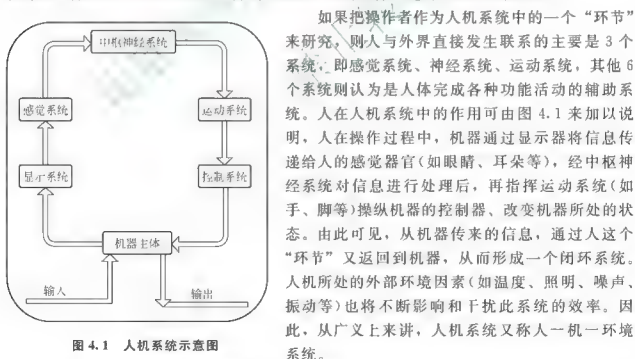 中枢神经系统
感觉系统
运动系统
显示系统
控制系统
机器主体
输入
输出
图 4.1 人机系统示意图
如果把操作者作为人机系统中的一个“环节”
来研究，则人与外界直接发生联系的主要是 3 个
系统，即感觉系统、神经系统、运动系统，其他 6
个系统则认为是人体完成各种功能活动的辅助系
统。人在人机系统中的作用可由图 4.1 来加以说
明，人在操作过程中，机器通过显示器将信息传
递给人的感觉器官(如眼睛、耳朵等)，经中枢神
经系统对信息进行处理后，再指挥运动系统(如
手、脚等)操纵机器的控制器、改变机器所处的状
态。由此可见，从机器传来的信息，通过人这个
“环节”又返回到机器，从而形成一个闭环系统。
人机所处的外部环境因素(如温度、照明、噪声、
振动等)也将不断影响和干扰此系统的效率。因
此，从广义上来讲，人机系统又称人一机一环境
系统。